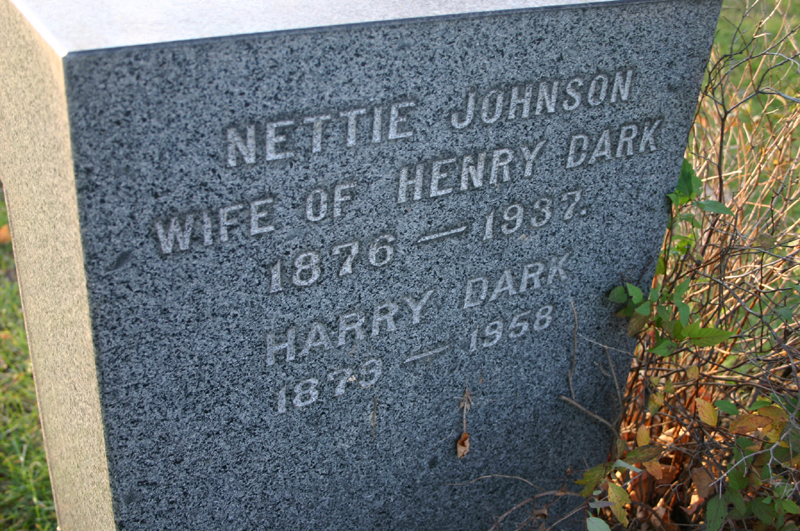 NETTIE JOHNSON
WIFE OF HENRY DARK
1876 — 1937.
HARRY DARK
1879 — 1958